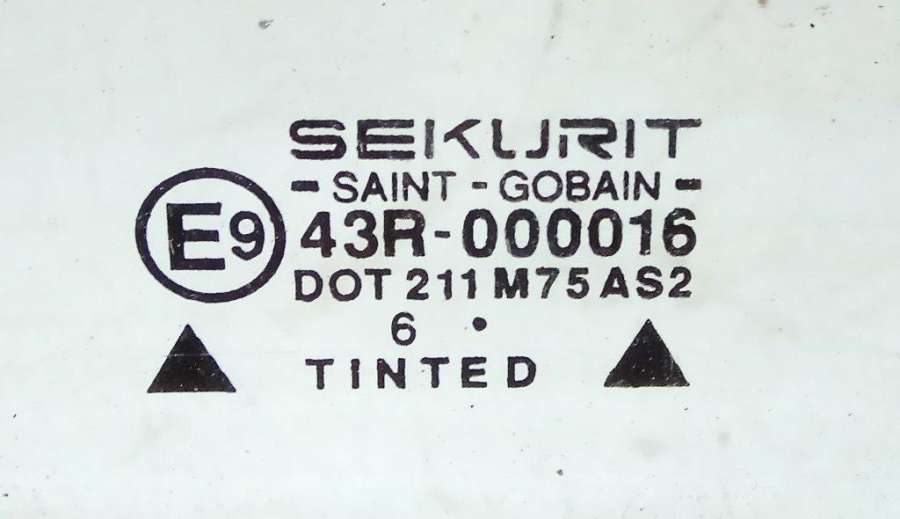 SEKURIT
- SAINT - GOBAIN -
E9 43R-000016
DOT 211 M75 AS2
6 •
TINTED